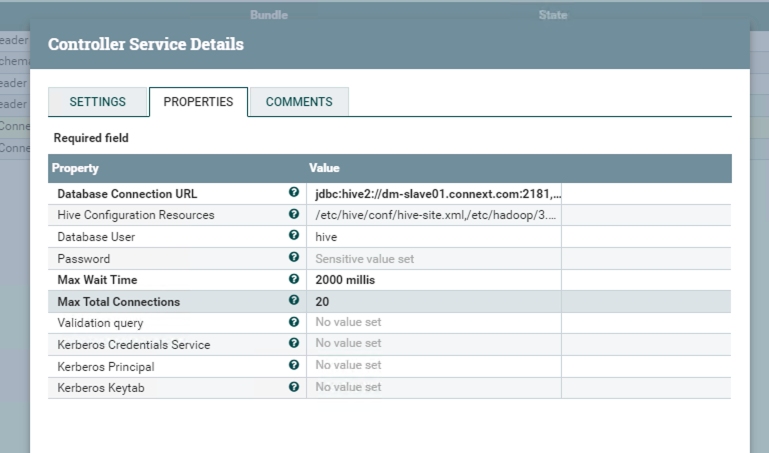 Bundle State
eader
chema
eader
eader
Conne
Conne
Controller Service Details
SETTINGS PROPERTIES COMMENTS
Required field
Property Value
Database Connection URL ? jdbc:hive2://dm-slave01.connext.com:2181,...
Hive Configuration Resources ? /etc/hive/conf/hive-site.xml,/etc/hadoop/3....
Database User ? hive
Password ? Sensitive value set
Max Wait Time ? 2000 millis
Max Total Connections ? 20
Validation query ? No value set
Kerberos Credentials Service ? No value set
Kerberos Principal ? No value set
Kerberos Keytab ? No value set